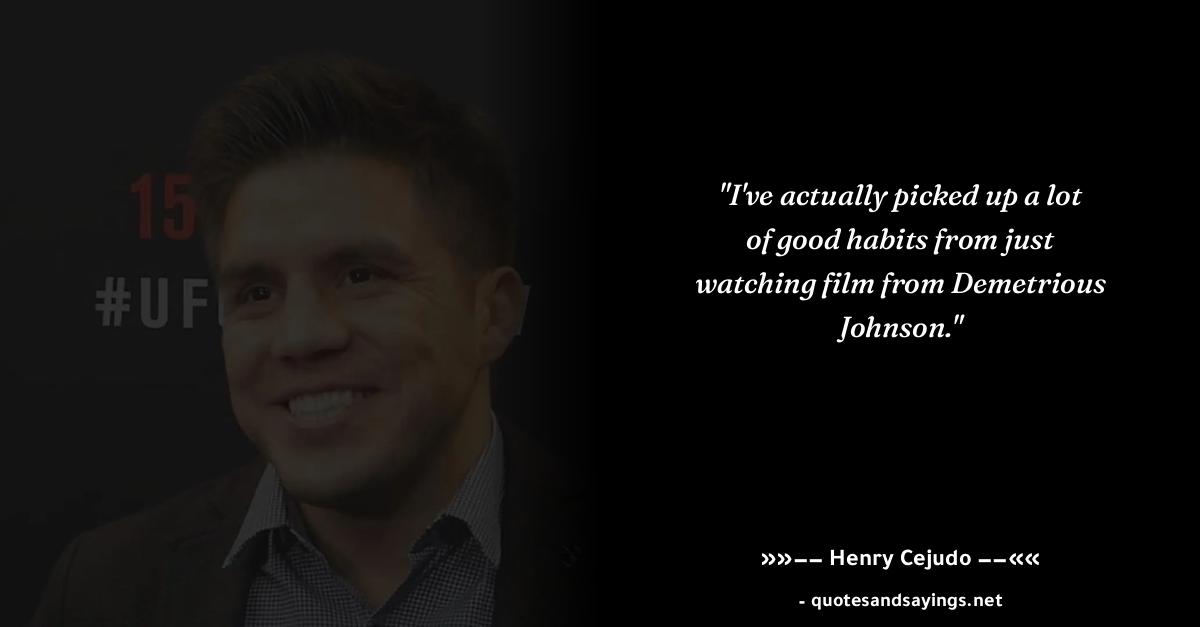 15
#UF
"I've actually picked up a lot
of good habits from just
watching film from Demetrious
Johnson."
»»–– Henry Cejudo ––««
- quotesandsayings.net